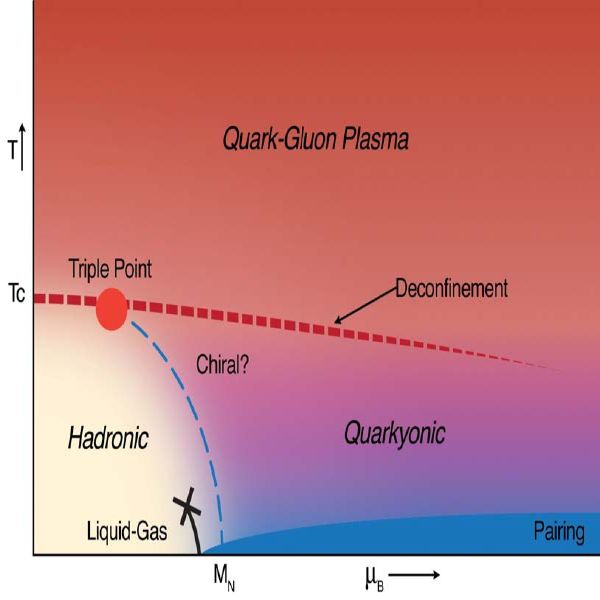 Quark-Gluon Plasma
T
Triple Point
Tc
Deconfinement
Chiral?
Hadronic
Quarkyonic
Liquid-Gas
Pairing
M_N
μ_B